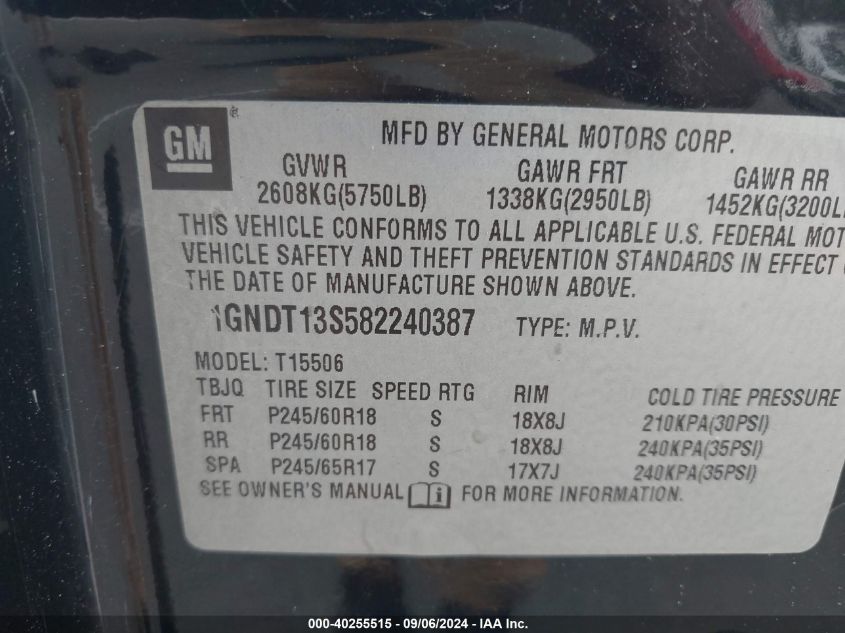 GM
MFD BY GENERAL MOTORS CORP.
GVWR GAWR FRT GAWR RR
2608KG(5750LB) 1338KG(2950LB) 1452KG(3200L
THIS VEHICLE CONFORMS TO ALL APPLICABLE U.S. FEDERAL MOT
VEHICLE SAFETY AND THEFT PREVENTION STANDARDS IN EFFECT
THE DATE OF MANUFACTURE SHOWN ABOVE.
1GNDT13S582240387 TYPE: M.P.V.
MODEL: T15506
TBJQ TIRE SIZE SPEED RTG RIM COLD TIRE PRESSURE
FRT P245/60R18 S 18X8J 210KPA(30PSI)
RR P245/60R18 S 18X8J 240KPA(35PSI)
SPA P245/65R17 S 17X7J 240KPA(35PSI)
SEE OWNER'S MANUAL i FOR MORE INFORMATION.
000-40255515 - 09/06/2024 - IAA Inc.